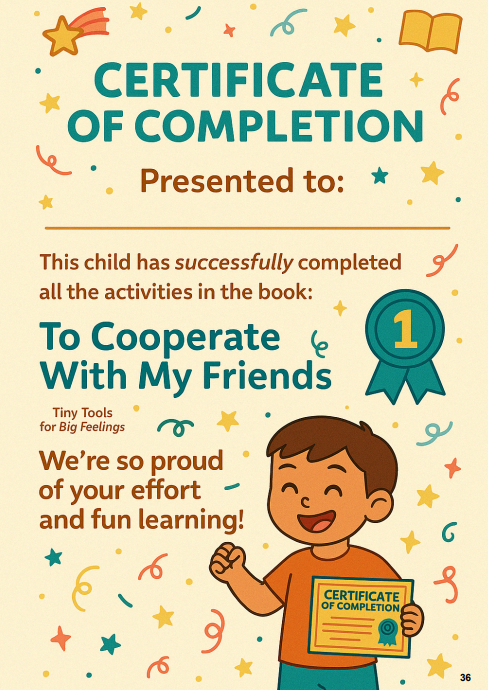 CERTIFICATE
OF COMPLETION
Presented to:
This child has successfully completed
all the activities in the book:
To Cooperate
With My Friends
1
Tiny Tools
for Big Feelings
We're so proud
of your effort
and fun learning!
CERTIFICATE
OF COMPLETION
36